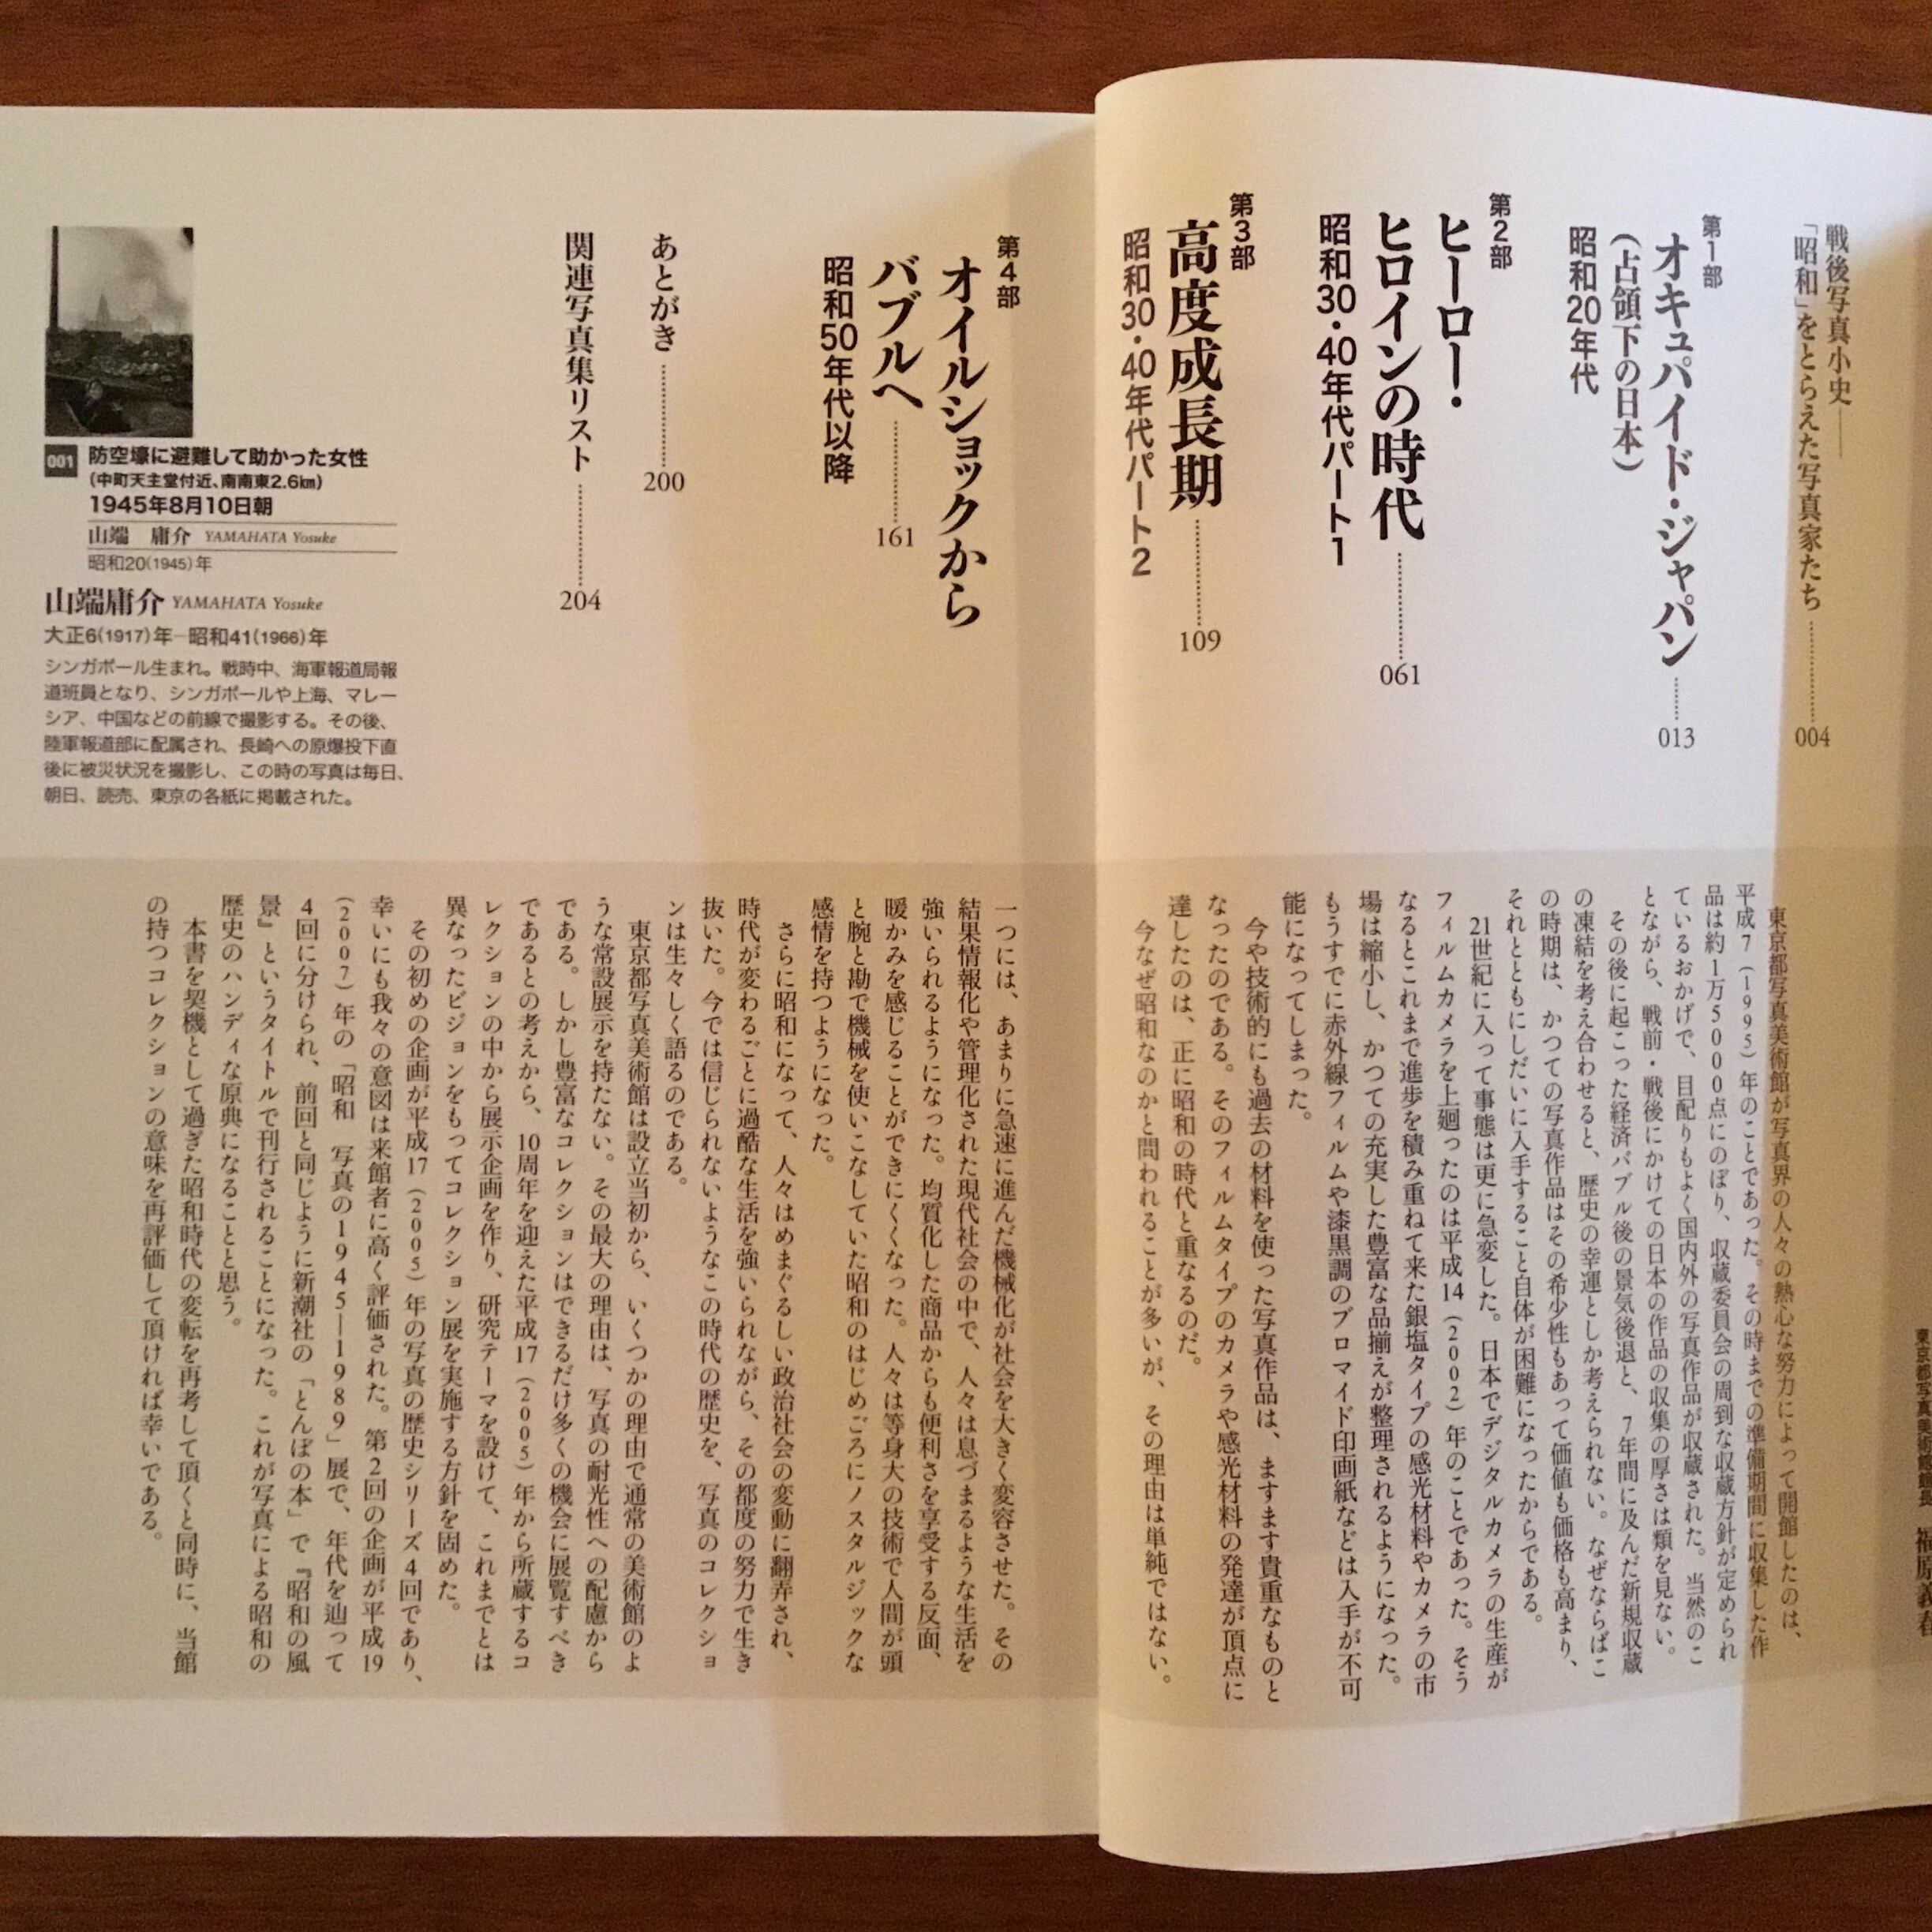 戦後写真小史——
「昭和」をとらえた写真家たち………004
第1部
オキュパイド・ジャパン………013
(占領下の日本)
昭和20年代
第2部
ヒーロー・
ヒロインの時代………061
昭和30・40年代パート1
第3部
高度成長期………109
昭和30・40年代パート2
東京都写真美術館館長 福原義春
東京都写真美術館が写真界の人々の熱心な努力によって開館したのは、
平成7(1995)年のことであった。その時までの準備期間に収集した作
品は約1万5000点にのぼり、収蔵委員会の周到な収蔵方針が定められ
ているおかげで、目配りもよく国内外の写真作品が収蔵された。当然のこ
とながら、戦前・戦後にかけての日本の作品の収集の厚さは類を見ない。
その後に起こった経済バブル後の景気後退と、7年間に及んだ新規収蔵
の凍結を考え合わせると、歴史の幸運としか考えられない。なぜならばこ
の時期は、かつての写真作品はその希少性もあって価値も価格も高まり、
それとともにしだいに入手すること自体が困難になったからである。
21世紀に入って事態は更に急変した。日本でデジタルカメラの生産が
フィルムカメラを上廻ったのは平成14(2002)年のことであった。そう
なるとこれまで進歩を積み重ねて来た銀塩タイプの感光材料やカメラの市
場は縮小し、かつての充実した豊富な品揃えが整理されるようになった。
もうすでに赤外線フィルムや漆黒調のブロマイド印画紙などは入手が不可
能になってしまった。
今や技術的にも過去の材料を使った写真作品は、ますます貴重なものと
なったのである。そのフィルムタイプのカメラや感光材料の発達が頂点に
達したのは、正に昭和の時代と重なるのだ。
今なぜ昭和なのかと問われることが多いが、その理由は単純ではない。
第4部
オイルショックから
バブルへ………161
昭和50年代以降
あとがき………200
関連写真集リスト………204
001 防空壕に避難して助かった女性
(中町天主堂付近、南南東2.6㎞)
1945年8月10日朝
山端 庸介 YAMAHATA Yosuke
昭和20(1945)年
山端庸介 YAMAHATA Yosuke
大正6(1917)年−昭和41(1966)年
シンガポール生まれ。戦時中、海軍報道局報
道班員となり、シンガポールや上海、マレー
シア、中国などの前線で撮影する。その後、
陸軍報道部に配属され、長崎への原爆投下直
後に被災状況を撮影し、この時の写真は毎日、
朝日、読売、東京の各紙に掲載された。
一つには、あまりに急速に進んだ機械化が社会を大きく変容させた。その
結果情報化や管理化された現代社会の中で、人々は息づまるような生活を
強いられるようになった。均質化した商品からも便利さを享受する反面、
暖かみを感じることができにくくなった。人々は等身大の技術で人間が頭
と腕と勘で機械を使いこなしていた昭和のはじめごろにノスタルジックな
感情を持つようになった。
さらに昭和になって、人々はめまぐるしい政治社会の変動に翻弄され、
時代が変わるごとに過酷な生活を強いられながら、その都度の努力で生き
抜いた。今では信じられないようなこの時代の歴史を、写真のコレクショ
ンは生々しく語るのである。
東京都写真美術館は設立当初から、いくつかの理由で通常の美術館のよ
うな常設展示を持たない。その最大の理由は、写真の耐光性への配慮から
である。しかし豊富なコレクションはできるだけ多くの機会に展覧すべき
であるとの考えから、10周年を迎えた平成17(2005)年から所蔵するコ
レクションの中から展示企画を作り、研究テーマを設けて、これまでとは
異なったビジョンをもってコレクション展を実施する方針を固めた。
その初めの企画が平成17(2005)年の写真の歴史シリーズ4回であり、
幸いにも我々の意図は来館者に高く評価された。第2回の企画が平成19
(2007)年の「昭和 写真の1945—1989」展で、年代を辿って
4回に分けられ、前回と同じように新潮社の「とんぼの本」で『昭和の風
景』というタイトルで刊行されることになった。これが写真による昭和の
歴史のハンディな原典になることと思う。
本書を契機として過ぎた昭和時代の変転を再考して頂くと同時に、当館
の持つコレクションの意味を再評価して頂ければ幸いである。